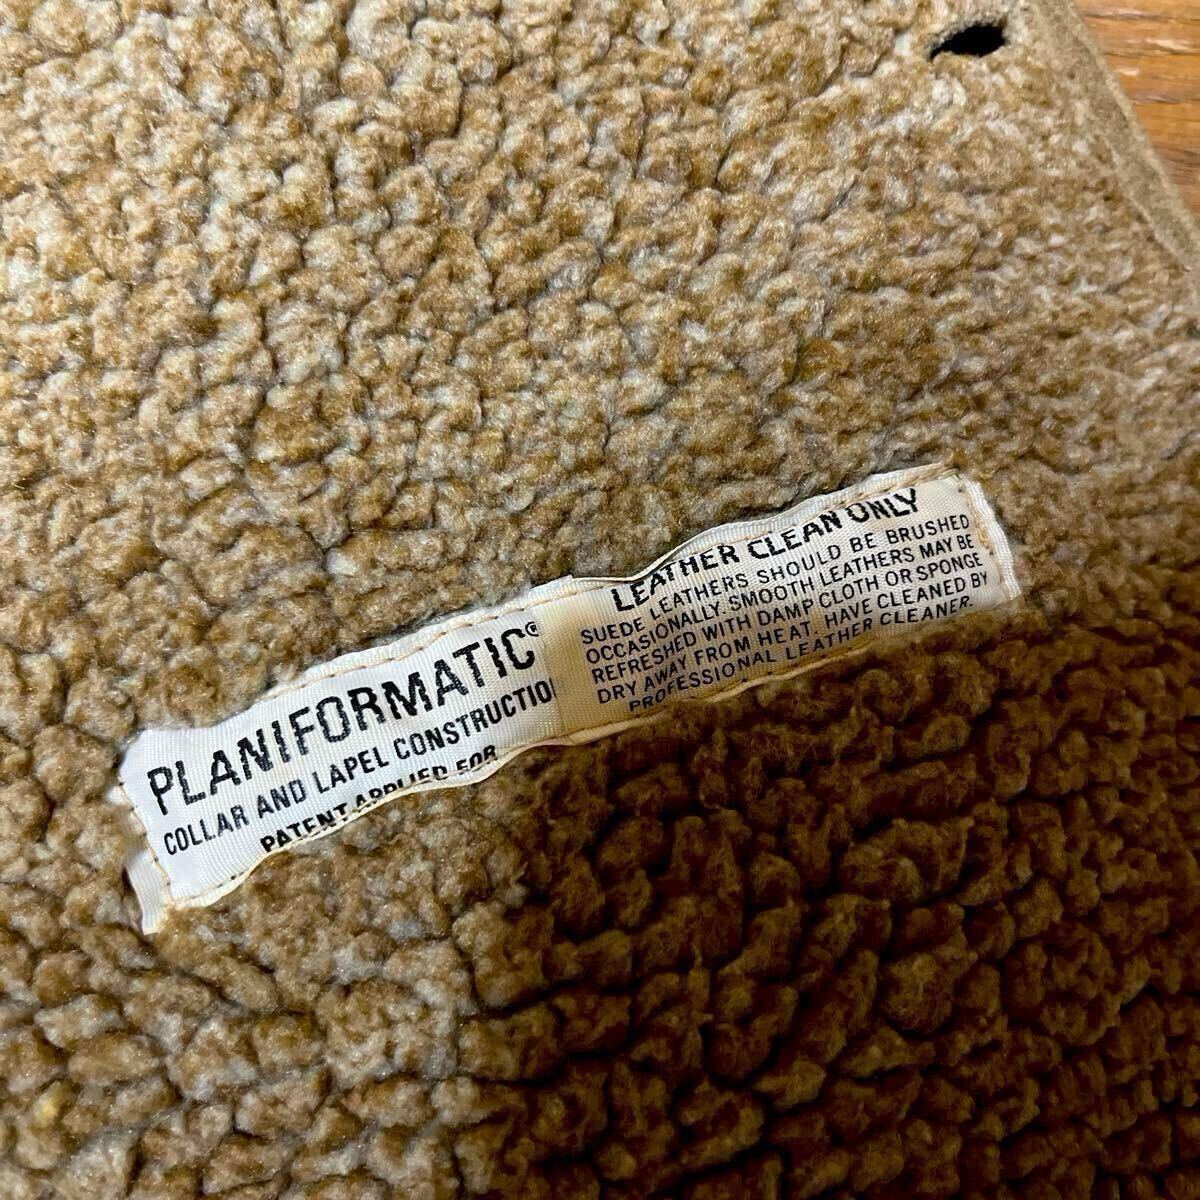 PLANIFORMATIC®
COLLAR AND LAPEL CONSTRUCTIO
PATENT APPLIED FOR
LEATHER CLEAN ONLY
SUEDE LEATHERS SHOULD BE BRUSHED
OCCASIONALLY. SMOOTH LEATHERS MAY BE
REFRESHED WITH DAMP CLOTH OR SPONGE
DRY AWAY FROM HEAT. HAVE CLEANED BY
PROFESSIONAL LEATHER CLEANER.